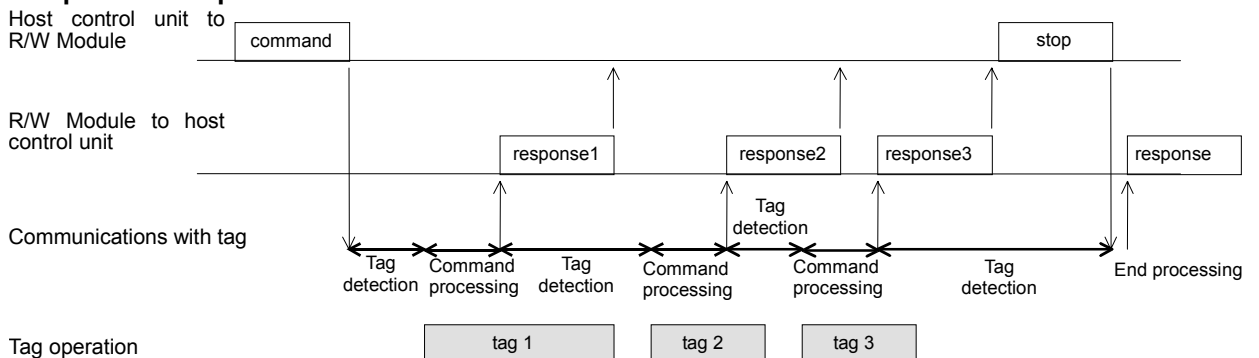 Host control unit to
R/W Module
command
stop
R/W Module to host
control unit
response1
response2
response3
response
Tag
detection
Communications with tag
Tag
detection
Command
processing
Tag
detection
Command
processing
Command
processing
Tag
detection
End processing
Tag operation
tag 1
tag 2
tag 3